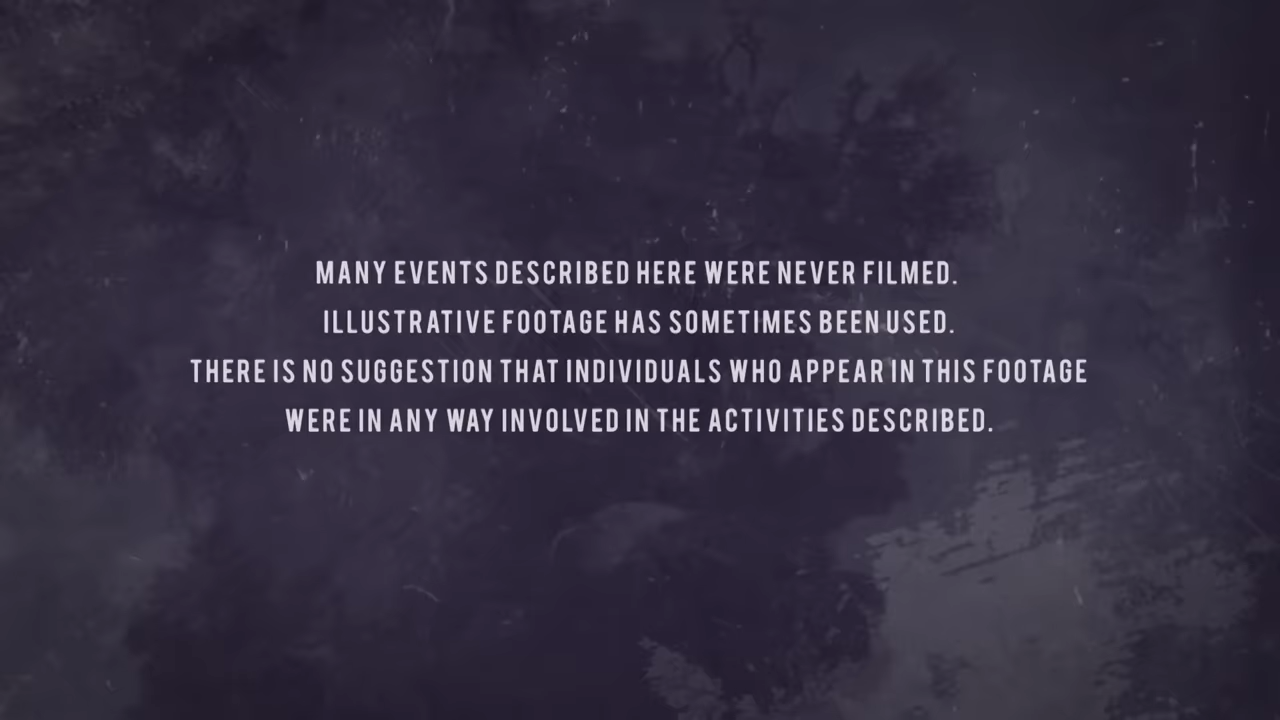 MANY EVENTS DESCRIBED HERE WERE NEVER FILMED.
ILLUSTRATIVE FOOTAGE HAS SOMETIMES BEEN USED.
THERE IS NO SUGGESTION THAT INDIVIDUALS WHO APPEAR IN THIS FOOTAGE
WERE IN ANY WAY INVOLVED IN THE ACTIVITIES DESCRIBED.